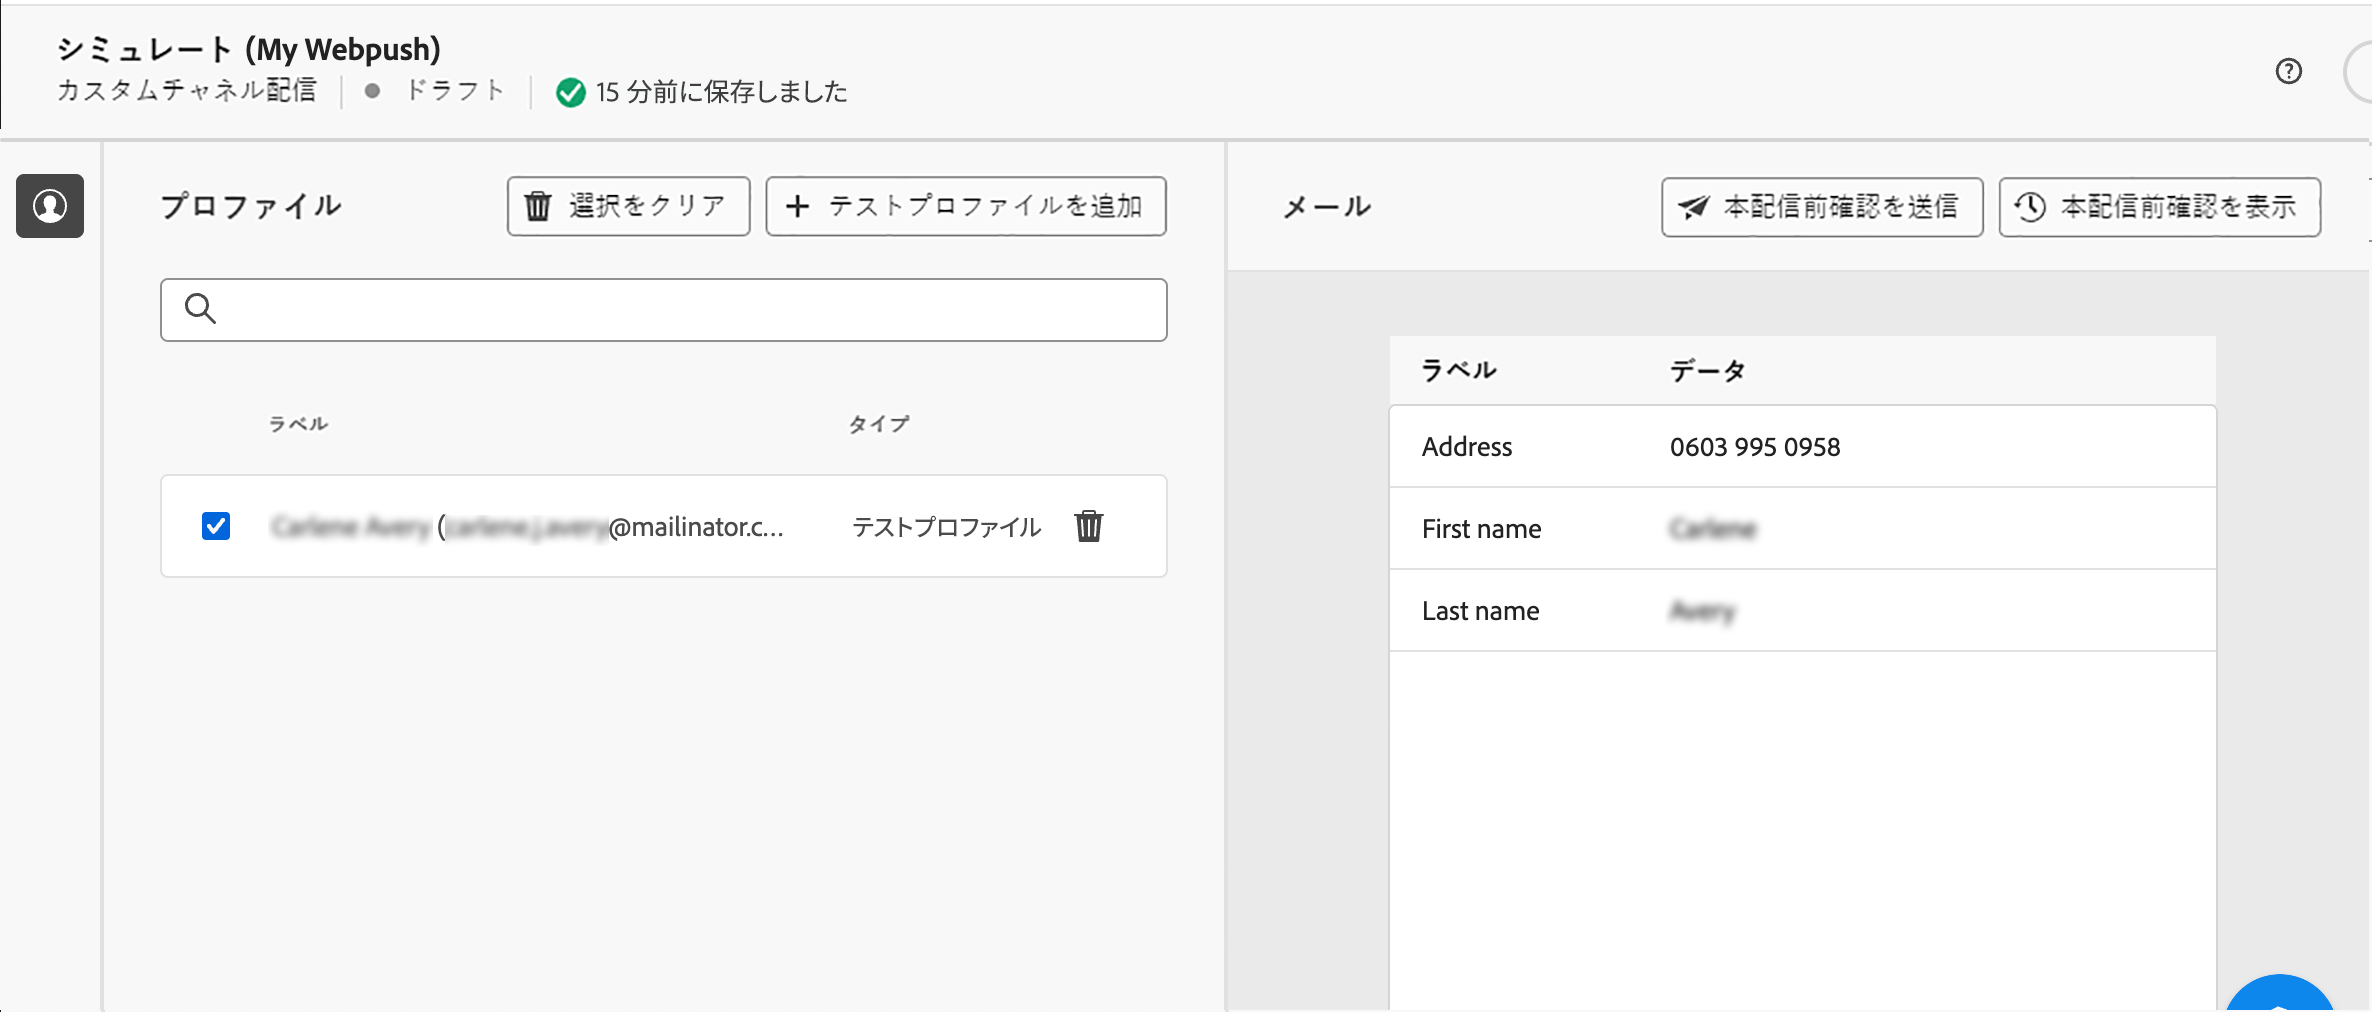 シミュレート (My Webpush)
カスタムチャネル配信 ドラフト 15 分前に保存しました
プロファイル 選択をクリア テストプロファイルを追加
ラベル タイプ
(@mailinator.c... テストプロファイル
メール 本配信前確認を送信 本配信前確認を表示
ラベル データ
Address 0603 995 0958
First name
Last name